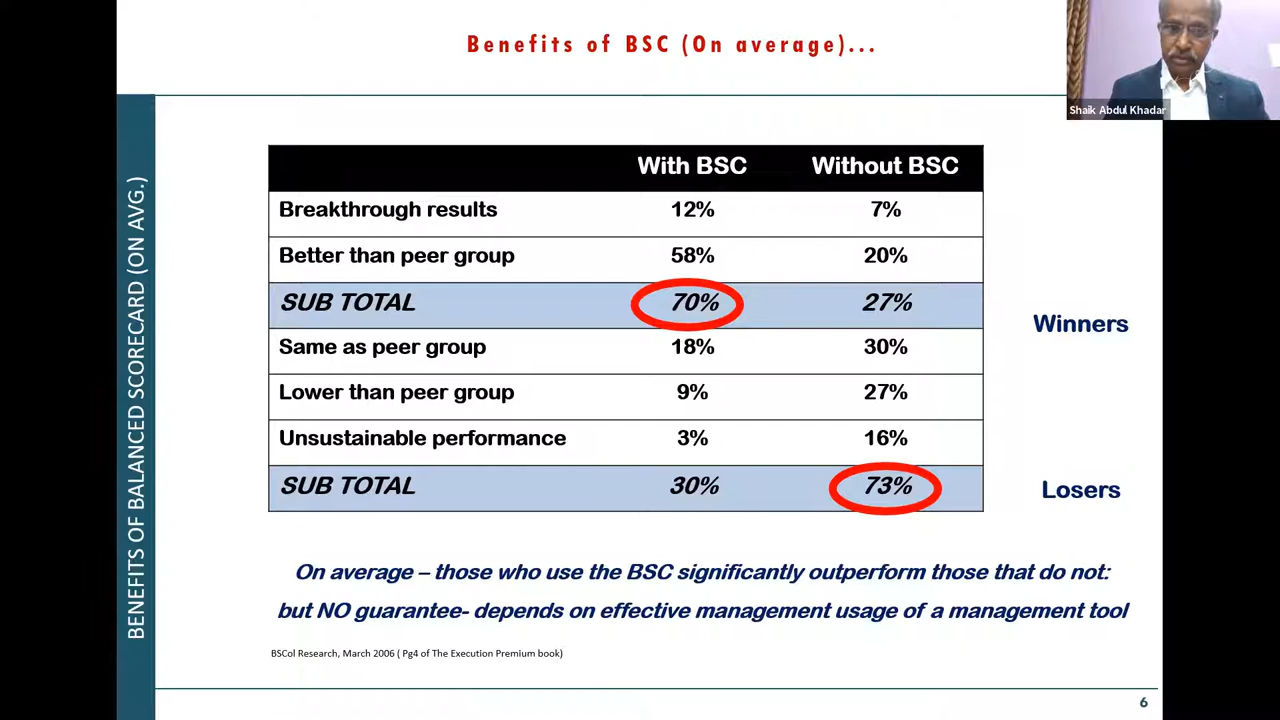 Benefits of BSC (On average)...
Shaik Abdul Khadar
BENEFITS OF BALANCED SCORECARD (ON AVG.)
With BSC Without BSC
Breakthrough results 12% 7%
Better than peer group 58% 20%
SUB TOTAL 70% 27%
Winners
Same as peer group 18% 30%
Lower than peer group 9% 27%
Unsustainable performance 3% 16%
SUB TOTAL 30% 73%
Losers
On average – those who use the BSC significantly outperform those that do not:
but NO guarantee- depends on effective management usage of a management tool
BSCol Research, March 2006 ( Pg4 of The Execution Premium book)
6